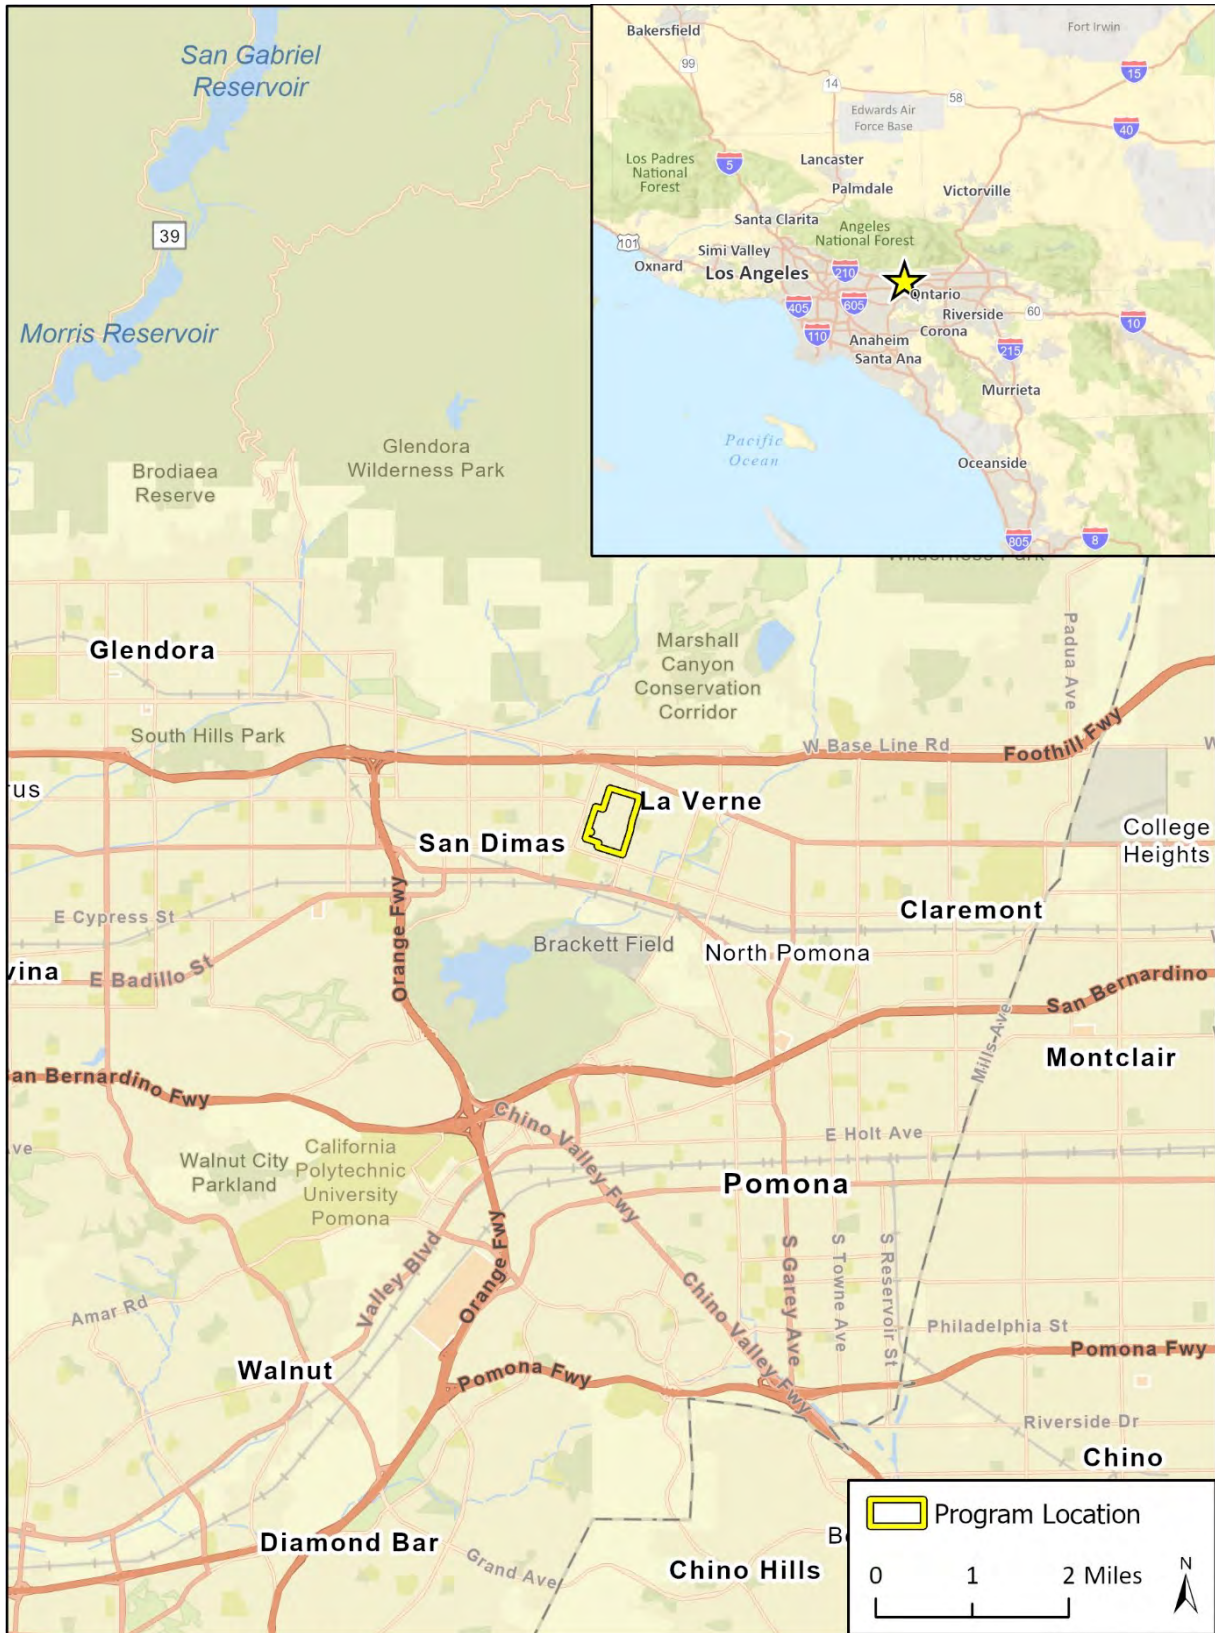 San Gabriel
Reservoir
39
Morris Reservoir
Glendora
Wilderness Park
Brodiaea
Reserve
Bakersfield
Fort Irwin
99
15
14
58
Edwards Air
Force Base
40
Los Padres
National
Forest
5
Lancaster
Palmdale
Victorville
Santa Clarita
Angeles
National Forest
101
Simi Valley
Oxnard
Los Angeles
210
Ontario
405
605
Riverside
60
10
Corona
110
Anaheim
Santa Ana
215
Murrieta
Pacific
Ocean
Oceanside
805
8
Glendora
Marshall
Canyon
Conservation
Corridor
Padua Ave
South Hills Park
W Base Line Rd
Foothill Fwy
rus
La Verne
San Dimas
College
Heights
E Cypress St
Orange Fwy
Claremont
Brackett Field
North Pomona
vina
E Badillo St
San Bernardino
Mills Ave
Montclair
an Bernardino Fwy
Chino Valley Fwy
E Holt Ave
Ave
Walnut City
Parkland
California
Polytechnic
University
Pomona
Pomona
Valley Blvd
Orange Fwy
S Garey Ave
S Towne Ave
S Reservoir St
Chino Valley Fwy
Amar Rd
Philadelphia St
Walnut
Pomona Fwy
Pomona Fwy
Riverside Dr
Chino
Diamond Bar
Grand Ave
Chino Hills
Program Location
0 1 2 Miles
N